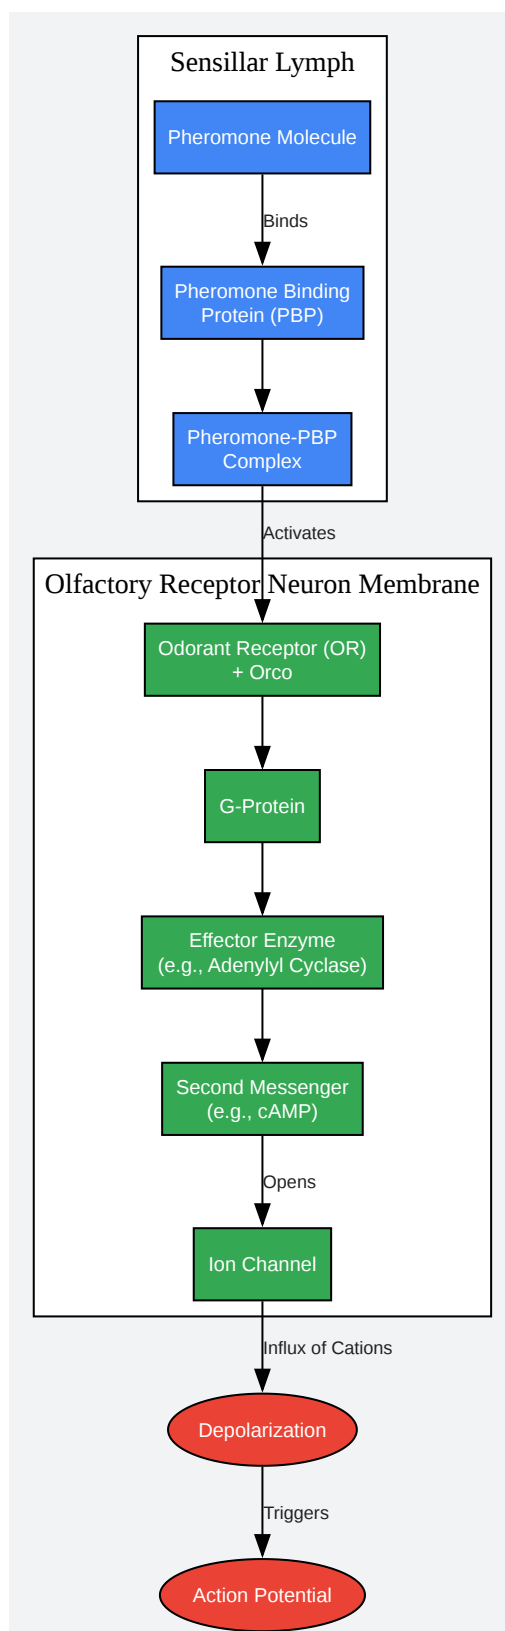 Sensillar Lymph
Pheromone Molecule
Binds
Pheromone Binding
Protein (PBP)
Pheromone-PBP
Complex
Activates
Olfactory Receptor Neuron Membrane
Odorant Receptor (OR)
+ Orco
G-Protein
Effector Enzyme
(e.g., Adenylyl Cyclase)
Second Messenger
(e.g., cAMP)
Opens
Ion Channel
Influx of Cations
Depolarization
Triggers
Action Potential